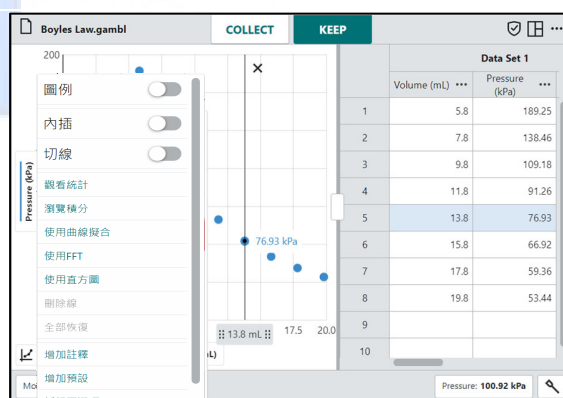 Boyles Law.gambl
COLLECT
KEEP
200
圖例
內插
切線
觀看統計
瀏覽積分
使用曲線擬合
使用FFT
使用直方圖
刪除線
全部恢復
增加註釋
增加預設
Pressure (kPa)
76.93 kPa
13.8 mL
17.5
20.0
Data Set 1
Volume (mL)
Pressure
(kPa)
1 5.8 189.25
2 7.8 138.46
3 9.8 109.18
4 11.8 91.26
5 13.8 76.93
6 15.8 66.92
7 17.8 59.36
8 19.8 53.44
9
10
Pressure: 100.92 kPa